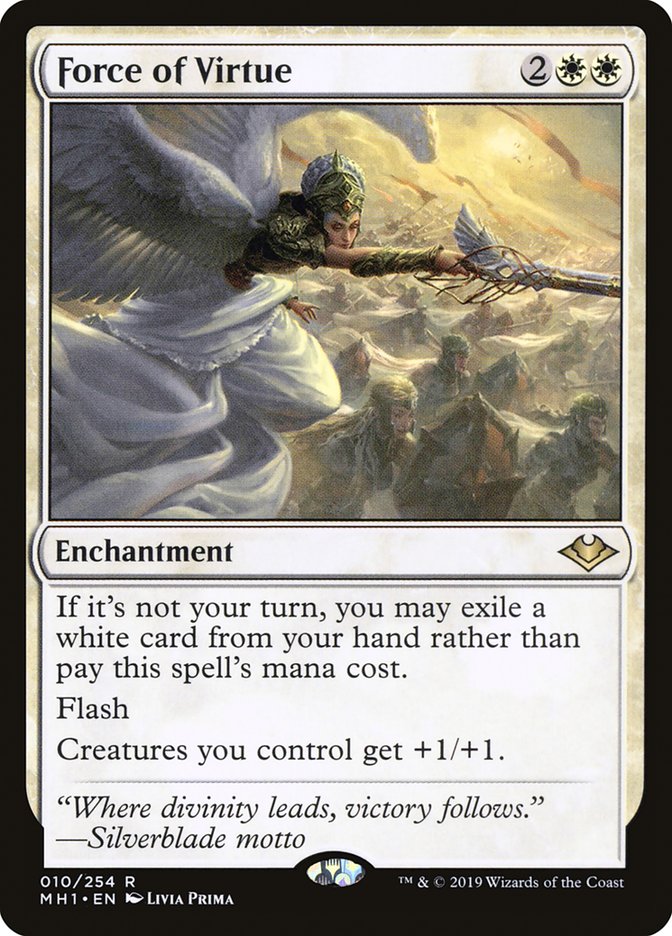 Force of Virtue 2
Enchantment
If it's not your turn, you may exile a
white card from your hand rather than
pay this spell's mana cost.
Flash
Creatures you control get +1/+1.
“Where divinity leads, victory follows.”
—Silverblade motto
010/254 R
MH1 • EN Livia Prima
™ & © 2019 Wizards of the Coast